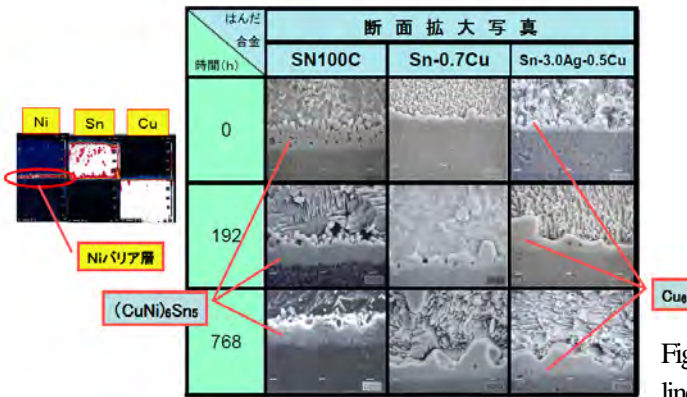 はんだ
合金
時間(h)
断面拡大写真
SN100C
Sn-0.7Cu
Sn-3.0Ag-0.5Cu
Ni
Sn
Cu
0
192
Niバリア層
(CuNi)₆Sn₅
768
Cu₆
Fig
line